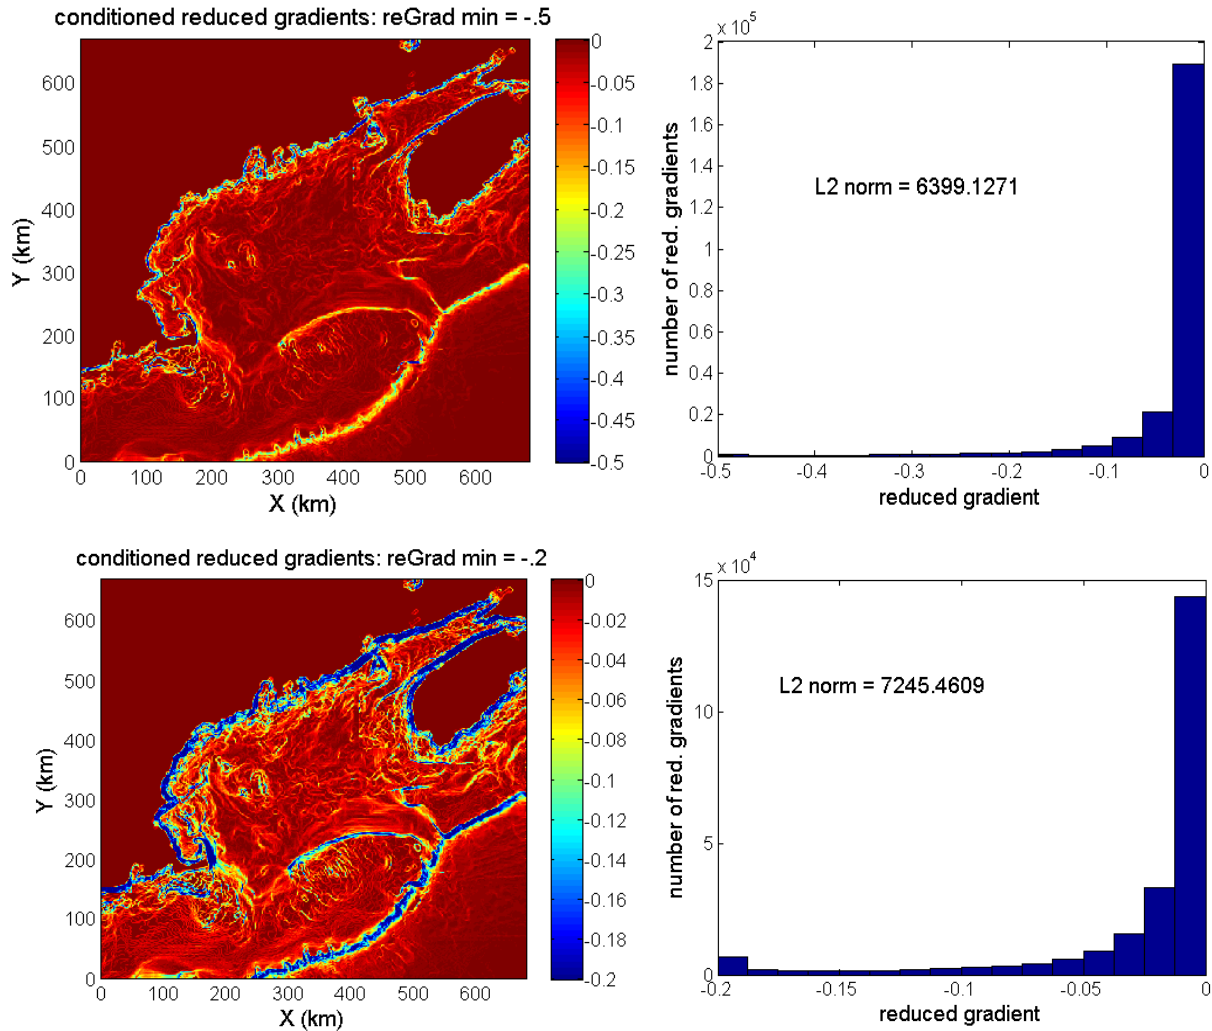 conditioned reduced gradients: reGrad min = -.5
600
500
400
300
200
100
0
0 100 200 300 400 500 600
Y (km)
X (km)
0
-0.05
-0.1
-0.15
-0.2
-0.25
-0.3
-0.35
-0.4
-0.45
-0.5
x 10^5
2
1.8
1.6
1.4
1.2
1
0.8
0.6
0.4
0.2
0
-0.5 -0.4 -0.3 -0.2 -0.1 0
number of red. gradients
L2 norm = 6399.1271
reduced gradient
conditioned reduced gradients: reGrad min = -.2
600
500
400
300
200
100
0
0 100 200 300 400 500 600
Y (km)
X (km)
0
-0.02
-0.04
-0.06
-0.08
-0.1
-0.12
-0.14
-0.16
-0.18
-0.2
x 10^4
15
10
5
0
-0.2 -0.15 -0.1 -0.05 0
number of red. gradients
L2 norm = 7245.4609
reduced gradient